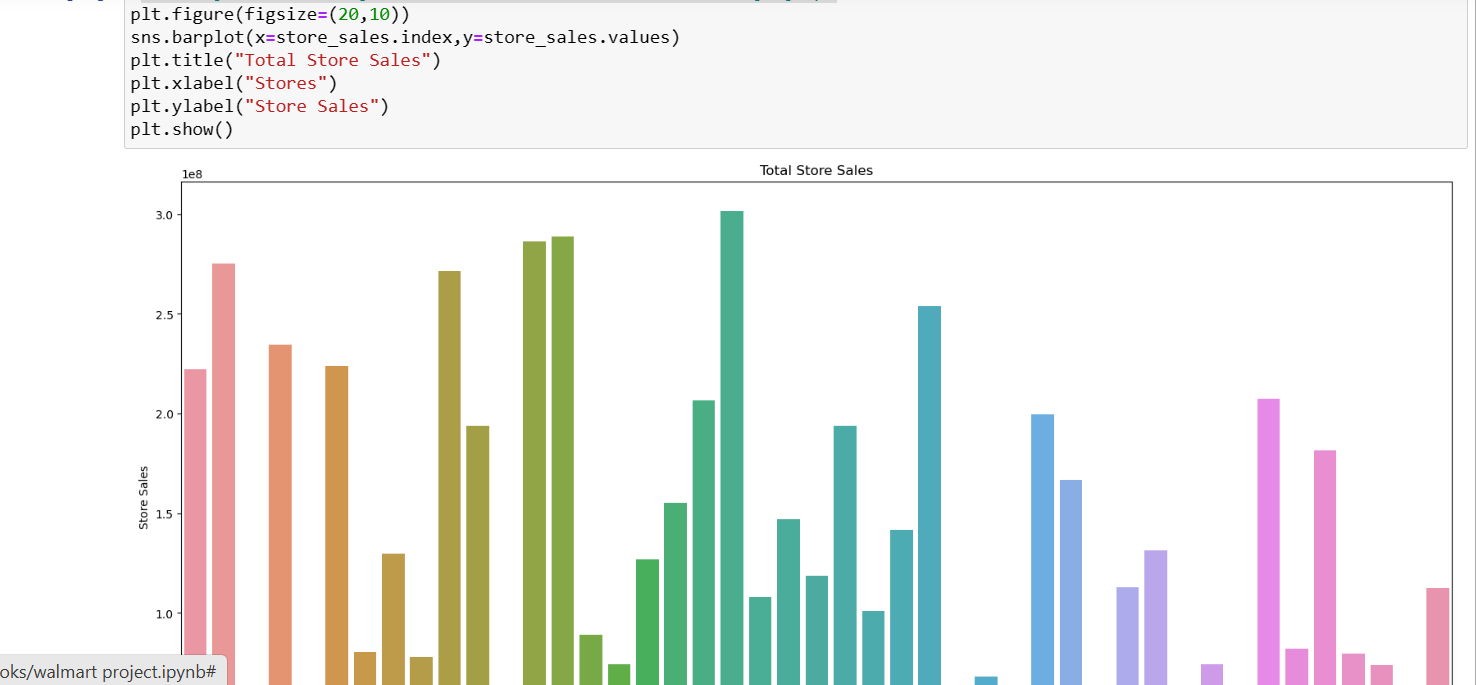 plt.figure(figsize=(20,10))
sns.barplot(x=store_sales.index,y=store_sales.values)
plt.title("Total Store Sales")
plt.xlabel("Stores")
plt.ylabel("Store Sales")
plt.show()
Total Store Sales
1e8
3.0
2.5
2.0
Store Sales
1.5
1.0
oks/walmart project.ipynb#